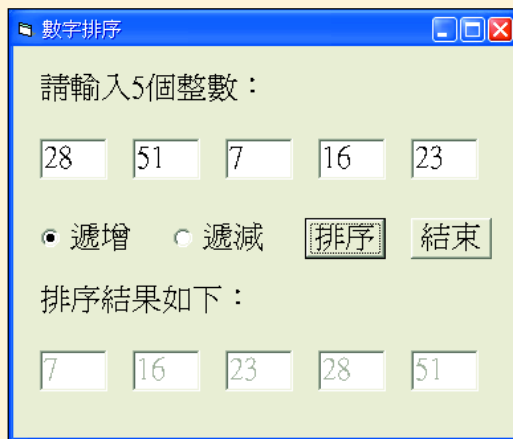 數字排序
請輸入5個整數：
28 51 7 16 23
遞增 遞減 排序 結束
排序結果如下：
7 16 23 28 51